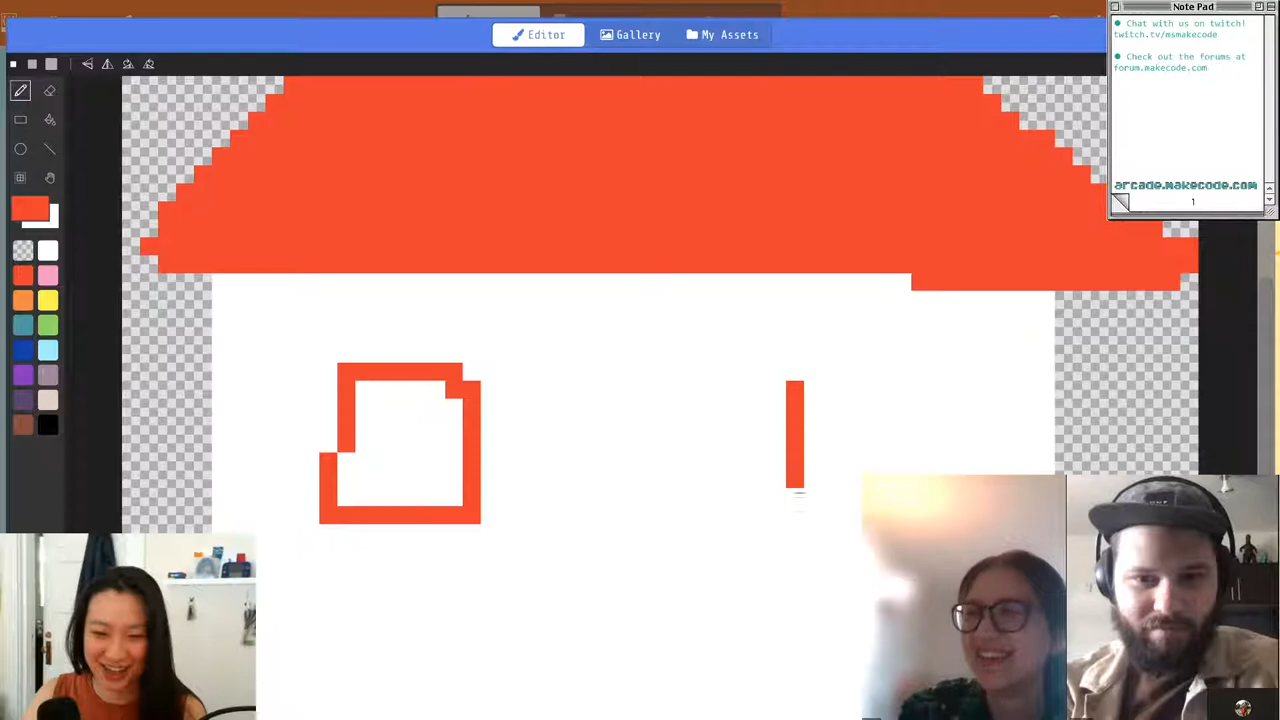 Note Pad
Chat with us on twitch!
twitch.tv/msmakecode
Check out the forums at
forum.makecode.com
arcade.makecode.com
1
Editor
Gallery
My Assets